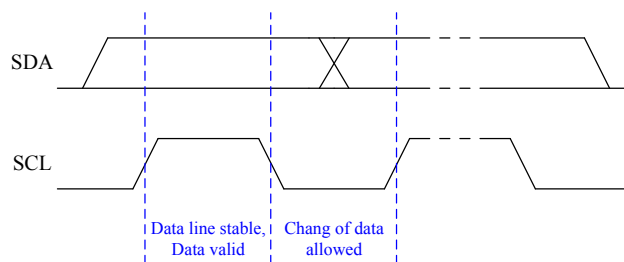 SDA
SCL
Data line stable,
Data valid
Chang of data
allowed